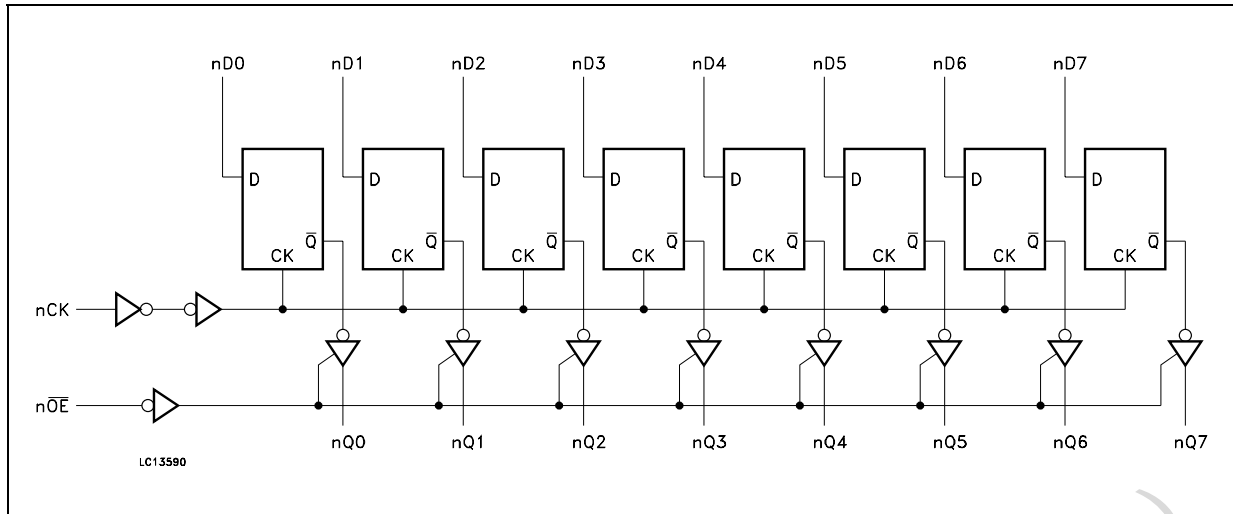 nD0 nD1 nD2 nD3 nD4 nD5 nD6 nD7
D D D D D D D D
Q̅ Q̅ Q̅ Q̅ Q̅ Q̅ Q̅ Q̅
CK CK CK CK CK CK CK CK
nCK
nO̅E̅
nQ0 nQ1 nQ2 nQ3 nQ4 nQ5 nQ6 nQ7
LC13590